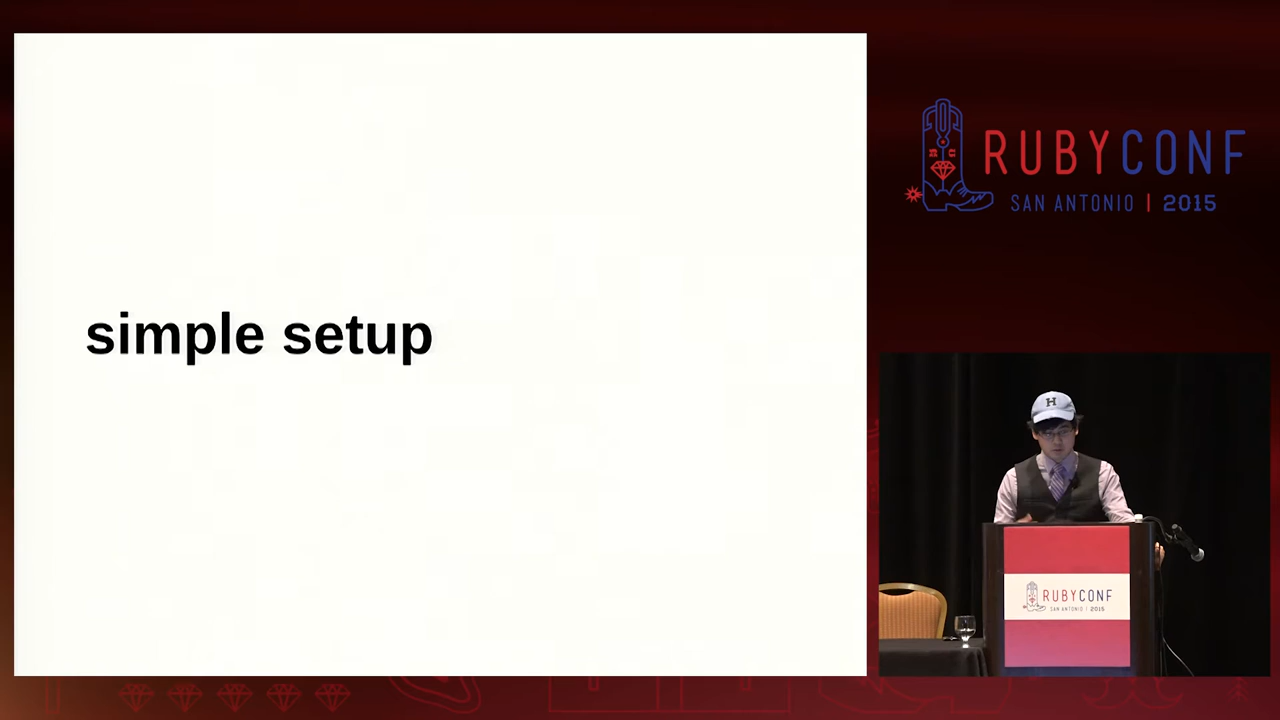 simple setup
RUBYCONF
SAN ANTONIO | 2015
H
RUBYCONF
SAN ANTONIO | 2015